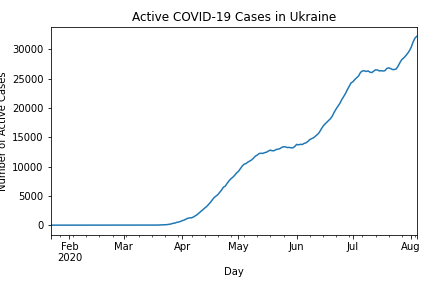 Active COVID-19 Cases in Ukraine
Number of Active Cases
30000
25000
20000
15000
10000
5000
0
Feb Mar Apr May Jun Jul Aug
2020
Day